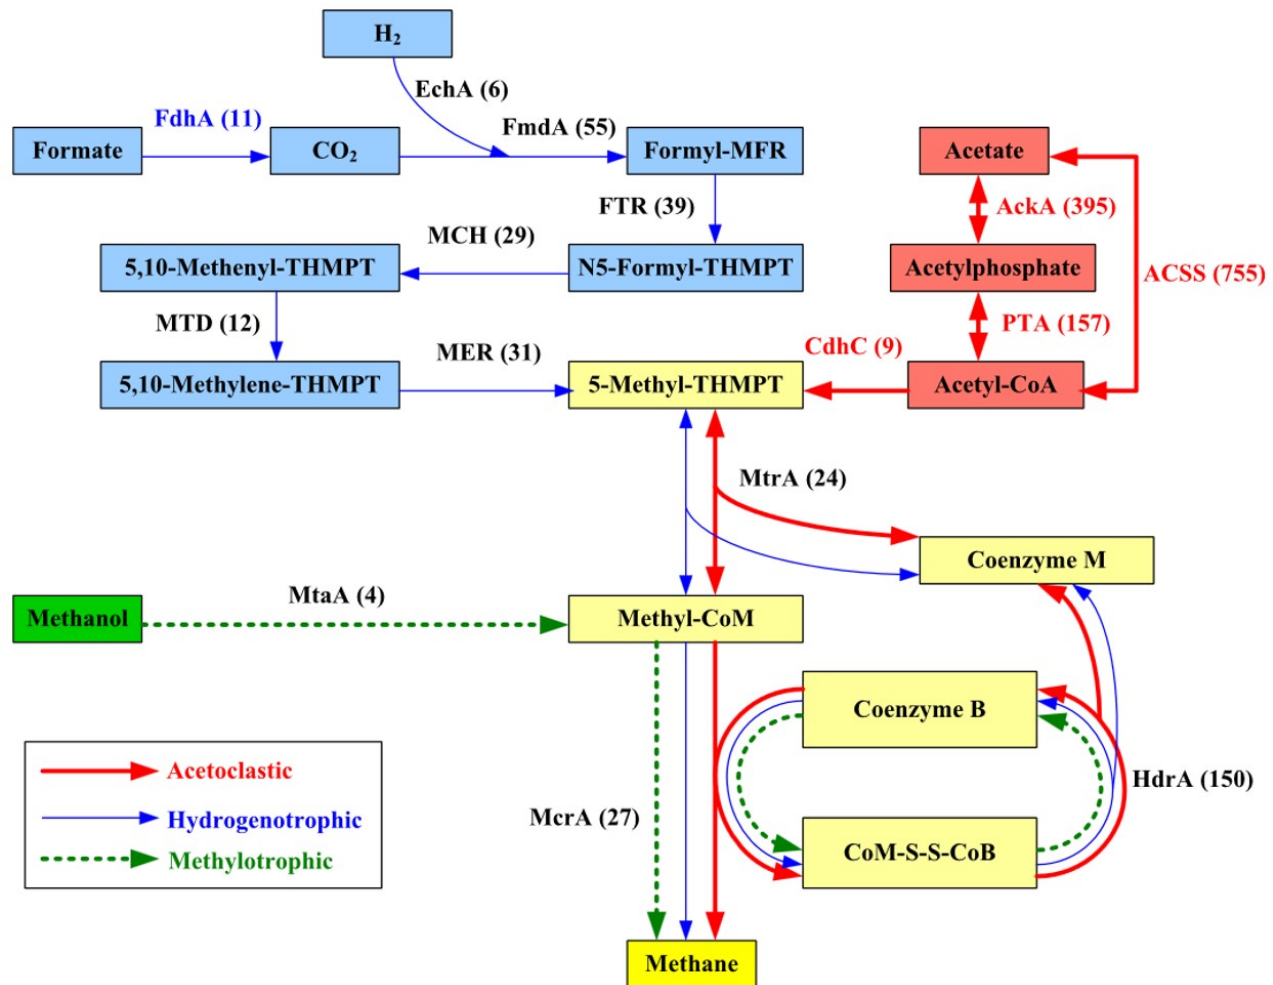 H₂
EchA (6)
FdhA (11)
FmdA (55)
Formate
CO₂
Formyl-MFR
Acetate
FTR (39)
AckA (395)
MCH (29)
5,10-Methenyl-THMPT
N5-Formyl-THMPT
Acetylphosphate
ACSS (755)
MTD (12)
PTA (157)
MER (31)
CdhC (9)
5,10-Methylene-THMPT
5-Methyl-THMPT
Acetyl-CoA
MtrA (24)
Coenzyme M
MtaA (4)
Methanol
Methyl-CoM
Coenzyme B
Acetoclastic
HdrA (150)
Hydrogenotrophic
McrA (27)
Methylotrophic
CoM-S-S-CoB
Methane